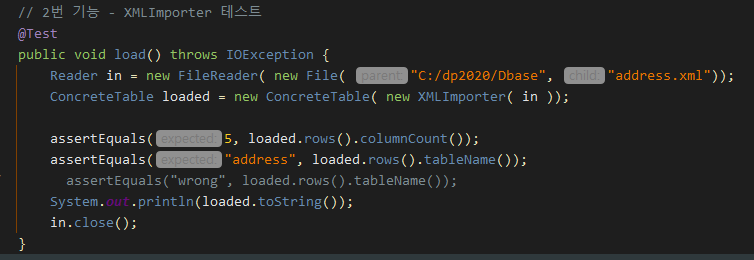 // 2번 기능 - XMLImporter 테스트
@Test
public void load() throws IOException {
Reader in = new FileReader( new File( parent: "C:/dp2020/Dbase", child: "address.xml"));
ConcreteTable loaded = new ConcreteTable( new XMLImporter( in ));
assertEquals( expected: 5, loaded.rows().columnCount());
assertEquals( expected: "address", loaded.rows().tableName());
assertEquals("wrong", loaded.rows().tableName());
System.out.println(loaded.toString());
in.close();
}